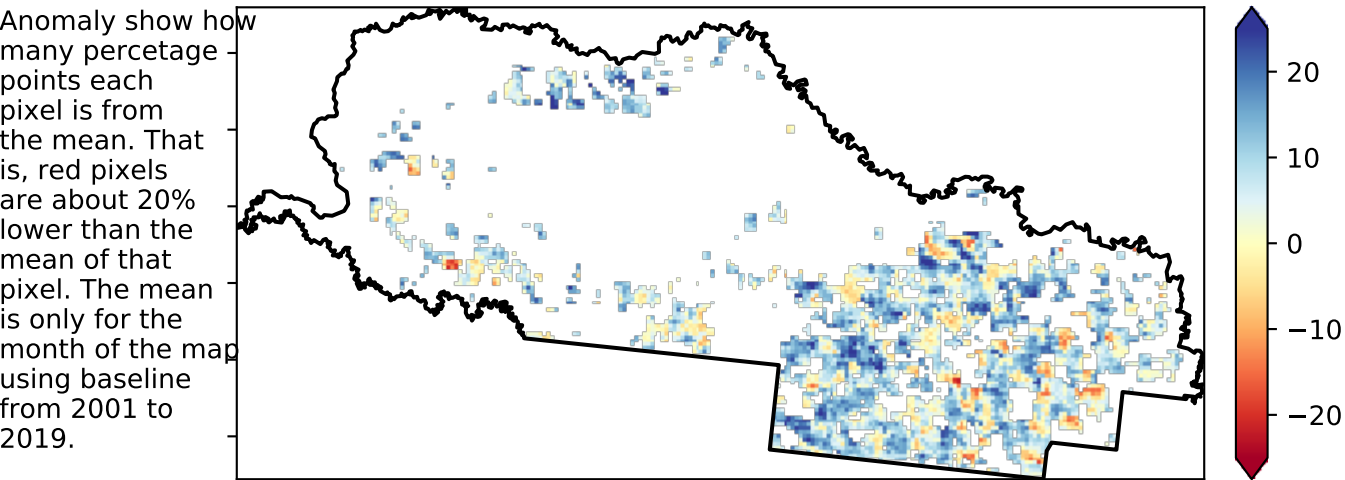 Anomaly show how
many percetage
points each
pixel is from
the mean. That
is, red pixels
are about 20%
lower than the
mean of that
pixel. The mean
is only for the
month of the map
using baseline
from 2001 to
2019.
20
10
0
−10
−20